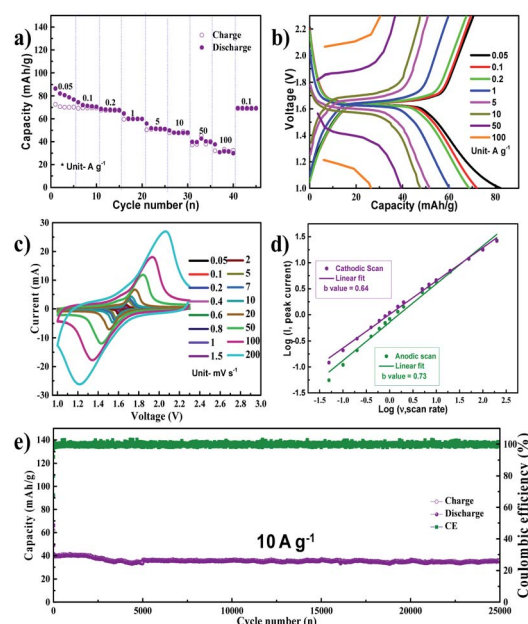 a)
Charge
Discharge
0.05
0.1
0.2
1
5
10
50
100
0.1
* Unit- A g⁻¹
Capacity (mAh/g)
140
120
100
80
60
40
20
0
0 10 20 30 40
Cycle number (n)
b)
Voltage (V)
2.2
2.0
1.8
1.6
1.4
1.2
1.0
0.05
0.1
0.2
1
5
10
50
100
Unit- A g⁻¹
0 20 40 60 80
Capacity (mAh/g)
c)
Current (mA)
30
20
10
0
-10
-20
-30
0.05 2
0.1 5
0.2 7
0.4 10
0.6 20
0.8 50
1 100
1.5 200
Unit- mV s⁻¹
1.0 1.2 1.4 1.6 1.8 2.0 2.2 2.4 2.6 2.8 3.0
Voltage (V)
d)
Log (I, peak current)
1.5
1.0
0.5
0.0
-0.5
-1.0
-1.5
Cathodic Scan
Linear fit
b value = 0.64
Anodic scan
Linear fit
b value = 0.73
-1.5 -1.0 -0.5 0.0 0.5 1.0 1.5 2.0 2.5
Log (v,scan rate)
e)
Capacity (mAh/g)
140
120
100
80
60
40
20
0
Charge
Discharge
CE
10 A g⁻¹
100
80
60
40
20
0
Coulombic efficiency (%)
0 5000 10000 15000 20000 25000
Cycle number (n)